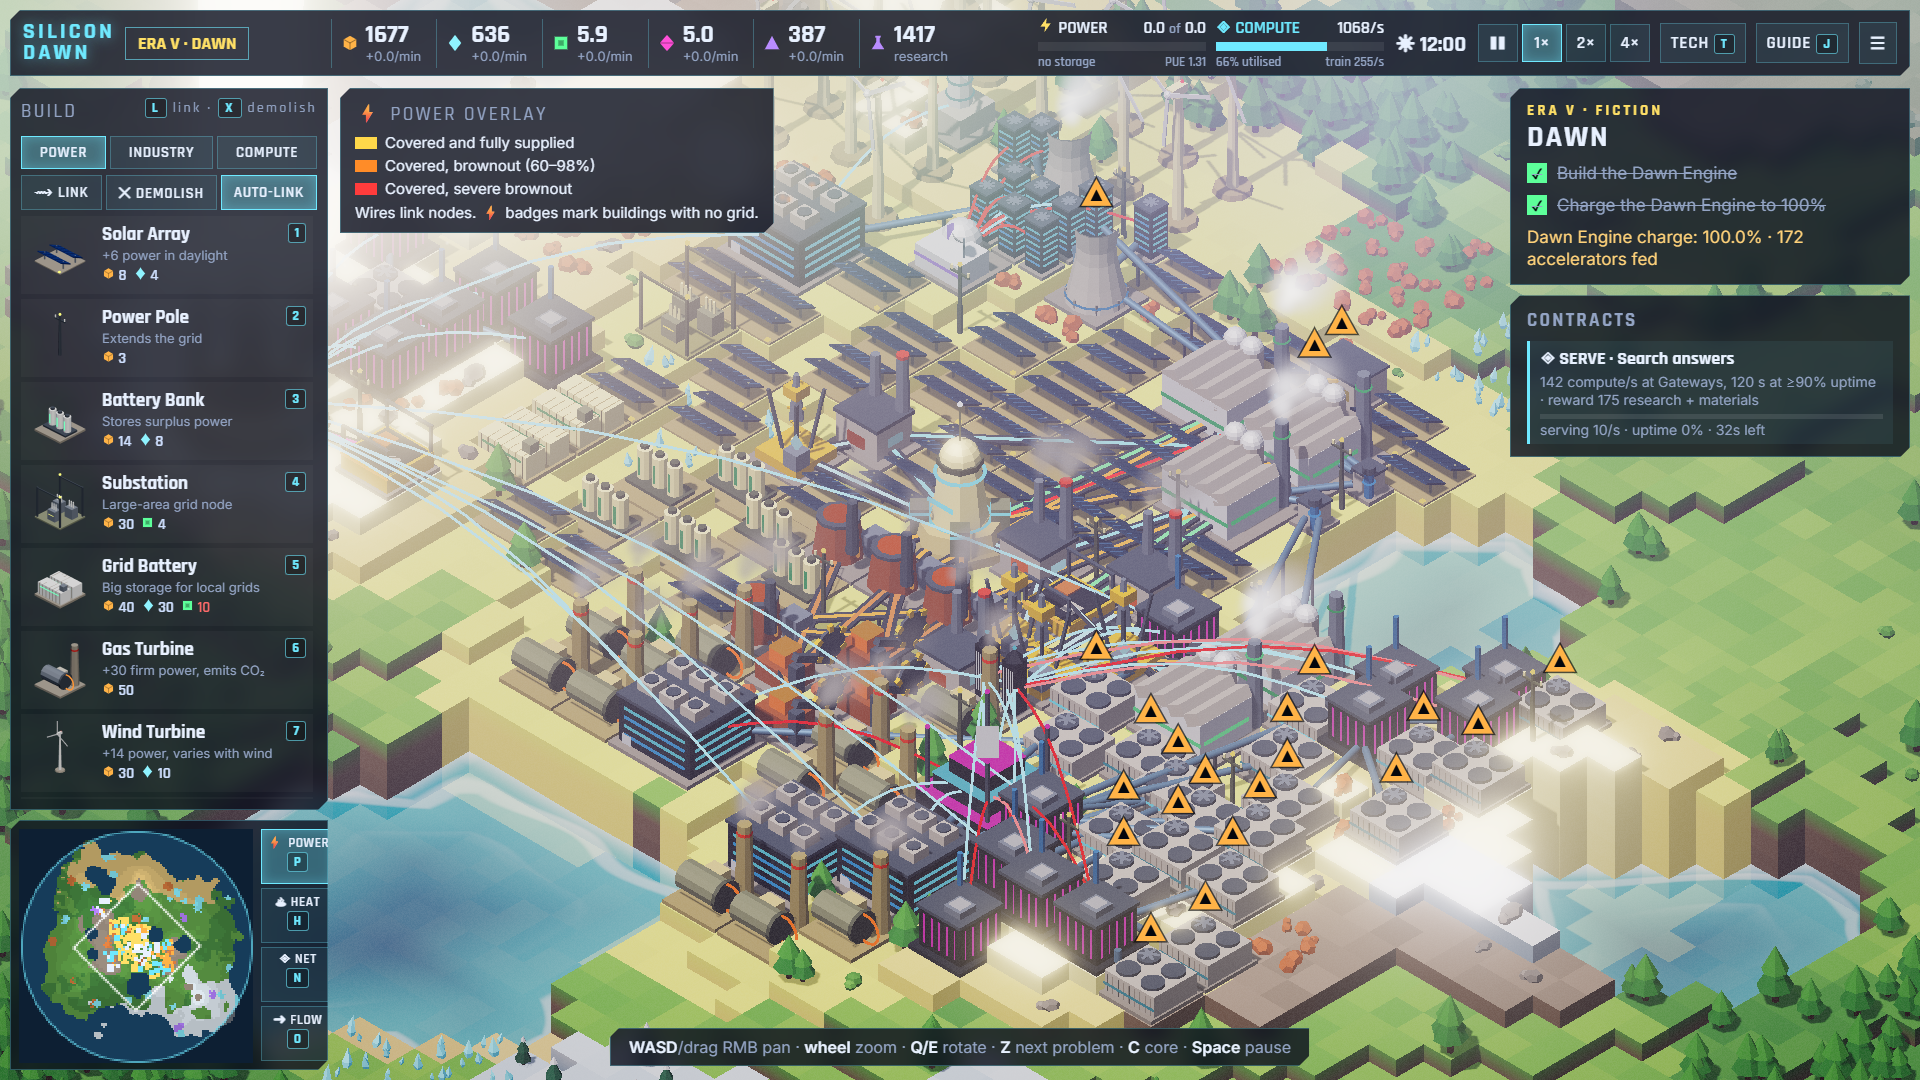 SILICON DAWN
ERA V · DAWN
1677
+0.0/min
636
+0.0/min
5.9
+0.0/min
5.0
+0.0/min
387
+0.0/min
1417
research
POWER 0.0 of 0.0
no storage PUE 1.31
COMPUTE 1068/s
66% utilised train 255/s
12:00
1×
2×
4×
TECH T
GUIDE J
BUILD
L link · X demolish
POWER
INDUSTRY
COMPUTE
LINK
DEMOLISH
AUTO-LINK
Solar Array 1
+6 power in daylight
8 4
Power Pole 2
Extends the grid
3
Battery Bank 3
Stores surplus power
14 8
Substation 4
Large-area grid node
30 4
Grid Battery 5
Big storage for local grids
40 30 10
Gas Turbine 6
+30 firm power, emits CO₂
50
Wind Turbine 7
+14 power, varies with wind
30 10
POWER OVERLAY
Covered and fully supplied
Covered, brownout (60–98%)
Covered, severe brownout
Wires link nodes. badges mark buildings with no grid.
ERA V · FICTION
DAWN
Build the Dawn Engine
Charge the Dawn Engine to 100%
Dawn Engine charge: 100.0% · 172
accelerators fed
CONTRACTS
SERVE · Search answers
142 compute/s at Gateways, 120 s at ≥90% uptime
· reward 175 research + materials
serving 10/s · uptime 0% · 32s left
POWER
P
HEAT
H
NET
N
FLOW
O
WASD/drag RMB pan · wheel zoom · Q/E rotate · Z next problem · C core · Space pause